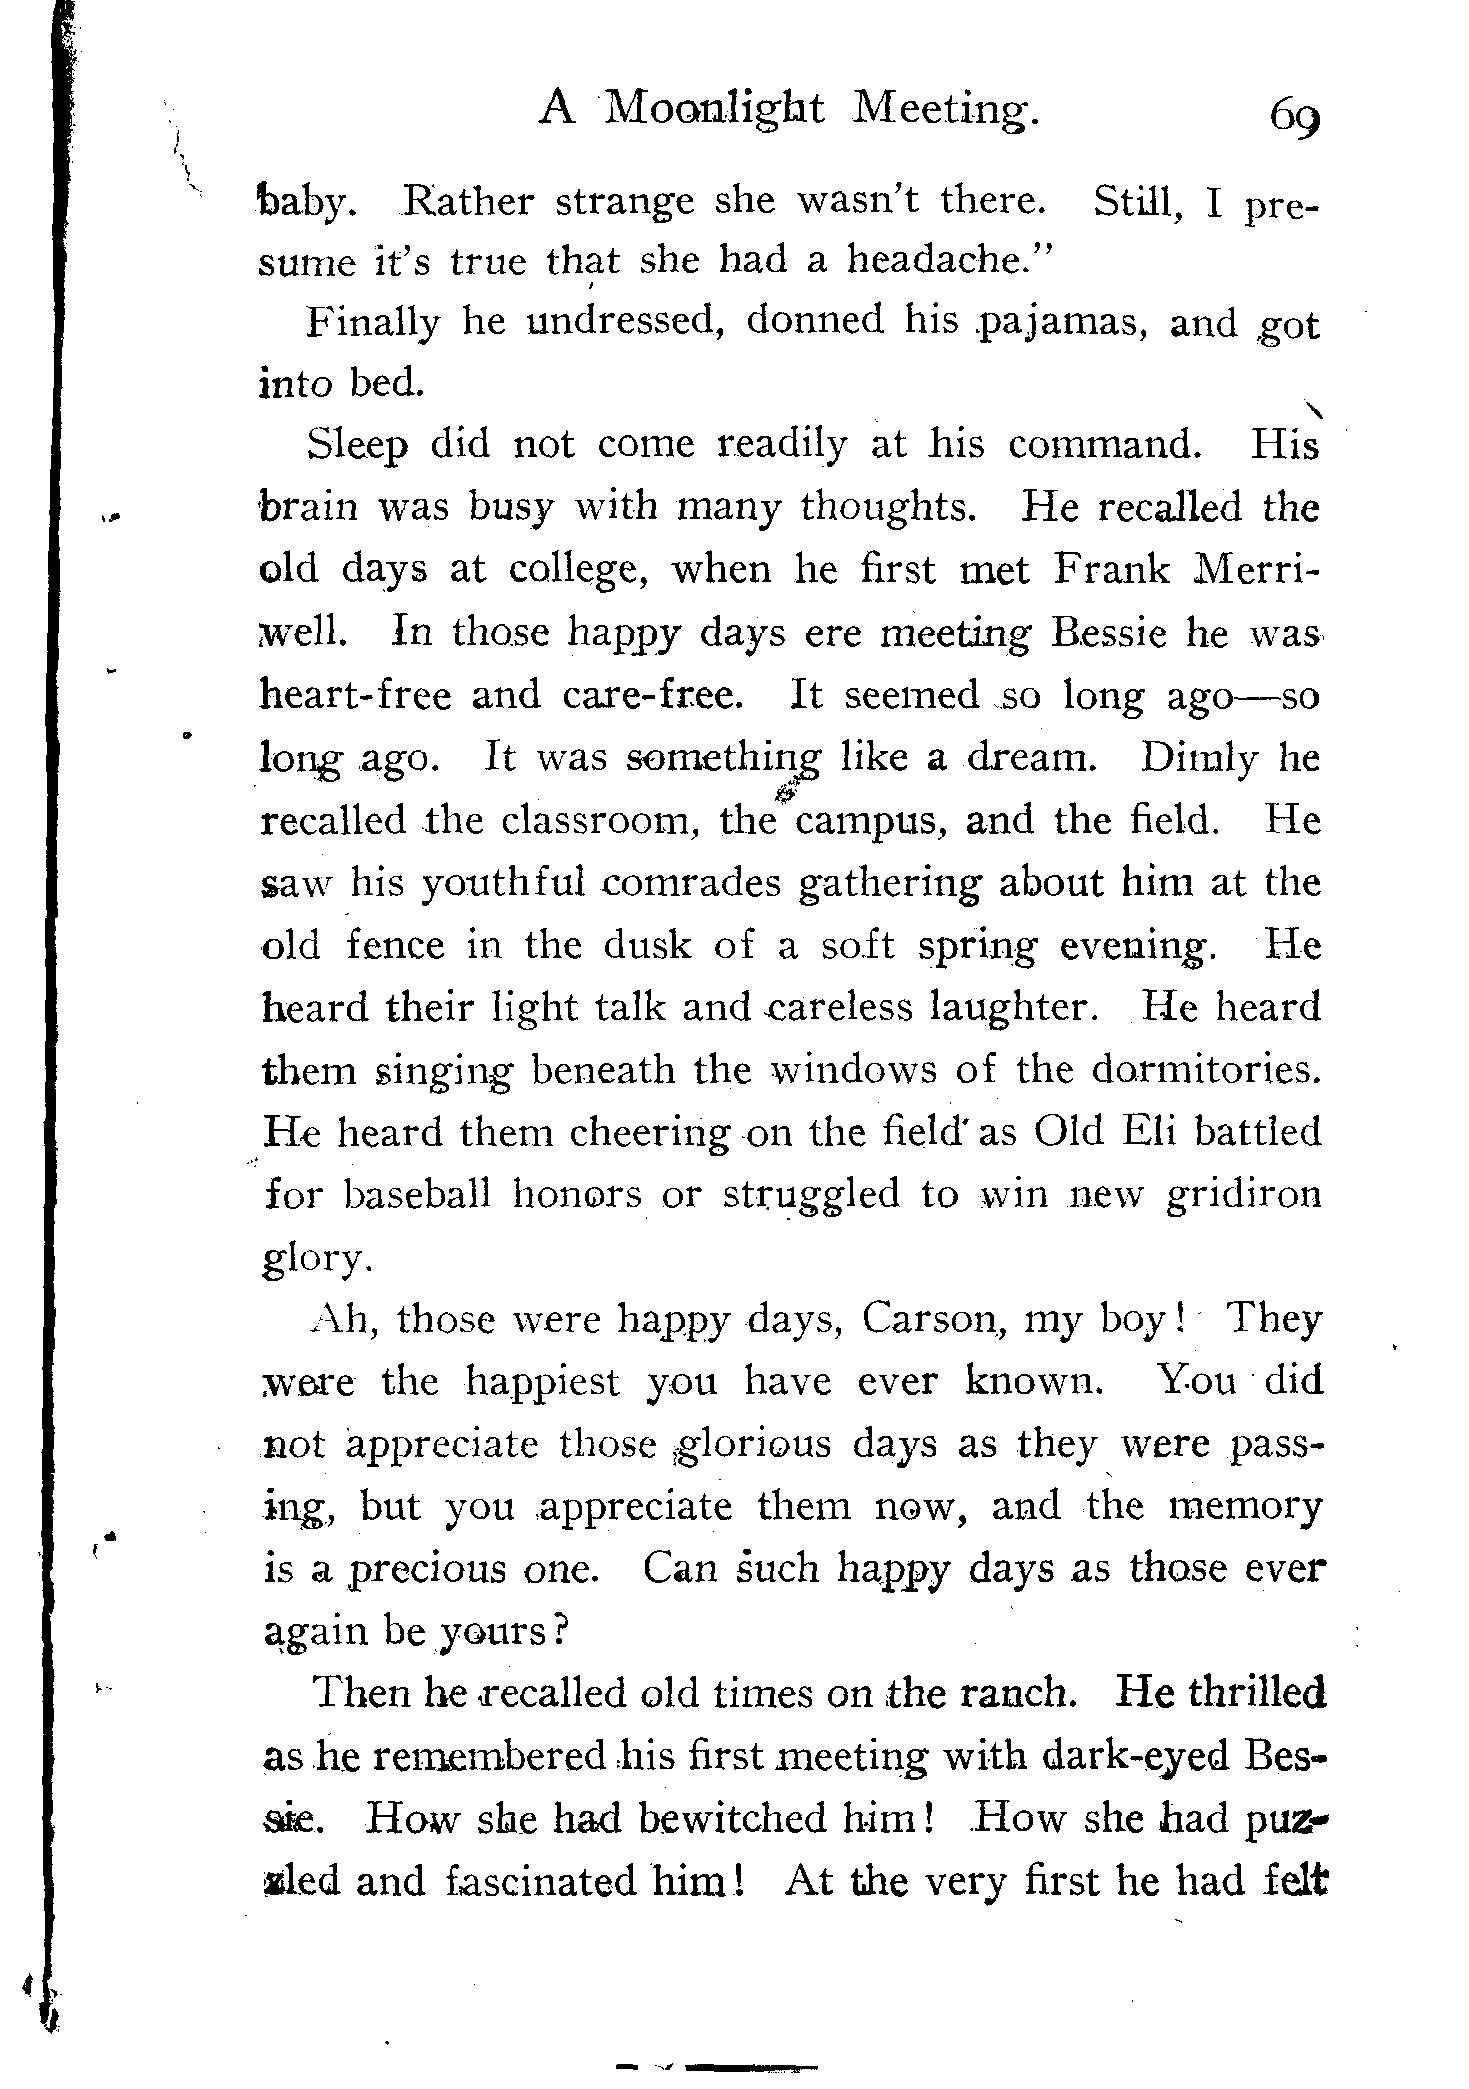 A Moonlight Meeting. 69
baby. Rather strange she wasn't there. Still, I pre-
sume it's true that she had a headache."
Finally he undressed, donned his pajamas, and got
into bed.
Sleep did not come readily at his command. His
brain was busy with many thoughts. He recalled the
old days at college, when he first met Frank Merri-
well. In those happy days ere meeting Bessie he was
heart-free and care-free. It seemed so long ago—so
long ago. It was something like a dream. Dimly he
recalled the classroom, the campus, and the field. He
saw his youthful comrades gathering about him at the
old fence in the dusk of a soft spring evening. He
heard their light talk and careless laughter. He heard
them singing beneath the windows of the dormitories.
He heard them cheering on the field as Old Eli battled
for baseball honors or struggled to win new gridiron
glory.
Ah, those were happy days, Carson, my boy! They
were the happiest you have ever known. You did
not appreciate those glorious days as they were pass-
ing, but you appreciate them now, and the memory
is a precious one. Can such happy days as those ever
again be yours?
Then he recalled old times on the ranch. He thrilled
as he remembered his first meeting with dark-eyed Bes-
sie. How she had bewitched him! How she had puz-
zled and fascinated him! At the very first he had felt